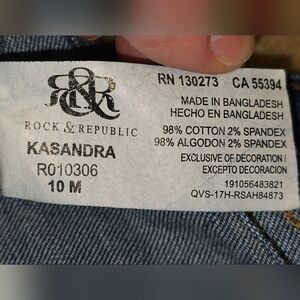 R&R
ROCK & REPUBLIC
KASANDRA
R010306
10 M
RN 130273 CA 55394
MADE IN BANGLADESH
HECHO EN BANGLADESH
98% COTTON 2% SPANDEX
98% ALGODON 2% SPANDEX
EXCLUSIVE OF DECORATION/
EXCEPTO DECORACION
191056483821
QVS-17H-RSAH84873